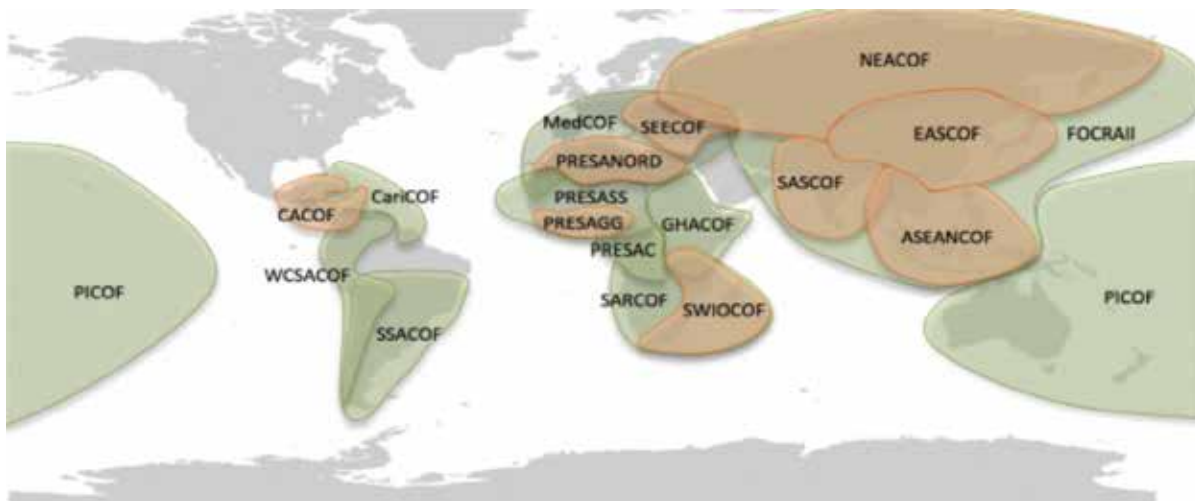 NEACOF
MedCOF
SEECOF
EASCOF
FOCRAII
PRESANORD
SASCOF
PRESASS
CariCOF
CACOF
PRESAGG
GHACOF
ASEANCOF
PRESAC
WCSACOF
PICOF
SARCOF
SWIOCOF
PICOF
SSACOF